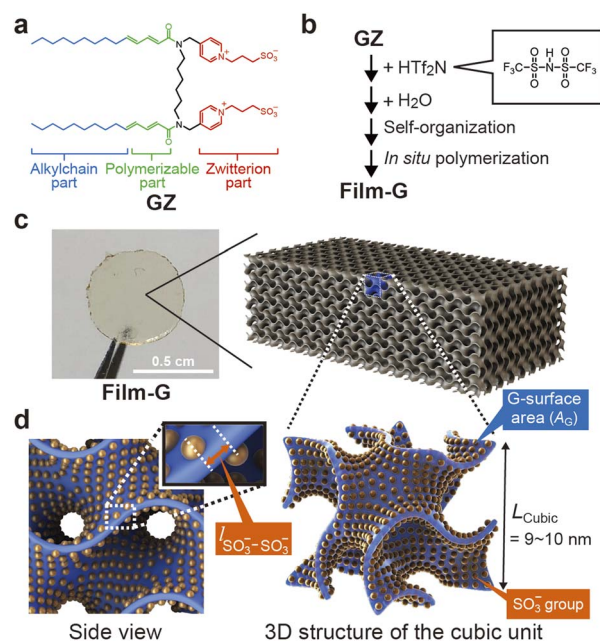 a
O
N
N+
SO3−
O
N
N+
SO3−
Alkylchain
part
Polymerizable
part
Zwitterion
part
GZ
b
GZ
+ HTf2N
+ H2O
Self-organization
In situ polymerization
Film-G
O H O
F3C-S-N-S-CF3
O O
c
0.5 cm
Film-G
d
lSO3−-SO3−
Side view
G-surface
area (AG)
LCubic
= 9~10 nm
SO3− group
3D structure of the cubic unit